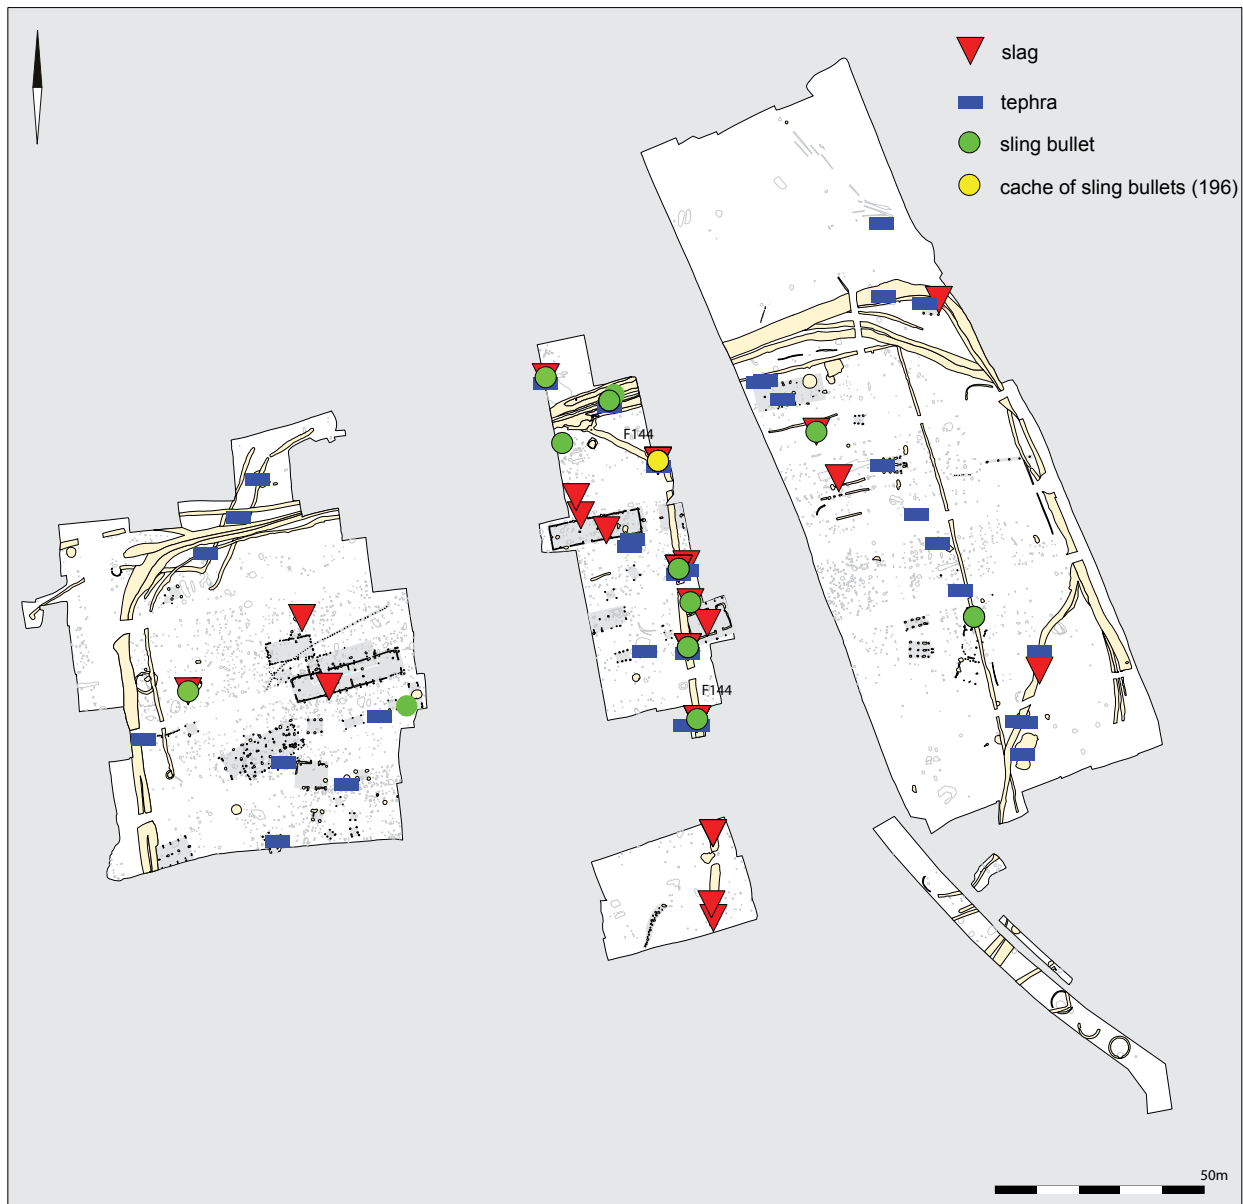 slag
tephra
sling bullet
cache of sling bullets (196)
F144
F144
50m